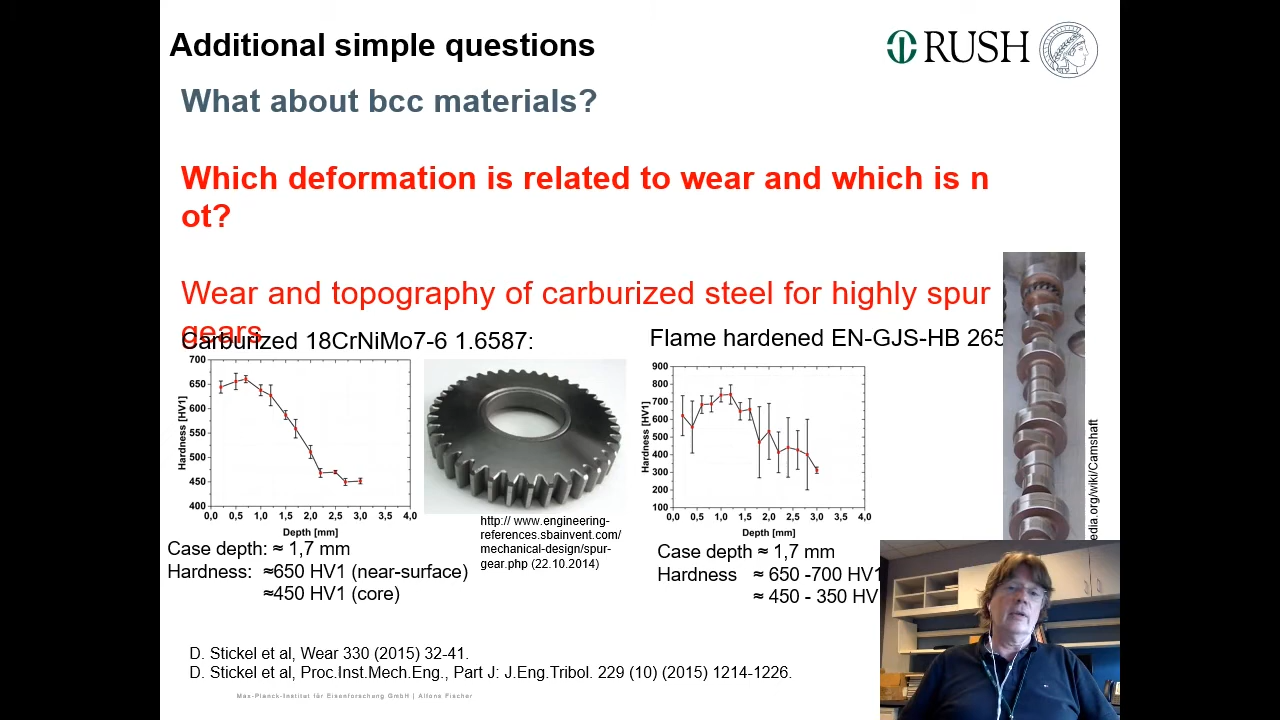 Additional simple questions
RUSH
What about bcc materials?
Which deformation is related to wear and which is n
ot?
Wear and topography of carburized steel for highly spur
gears
Carburized 18CrNiMo7-6 1.6587:
Flame hardened EN-GJS-HB 265
700
650
600
550
500
450
400
Hardness [HV1]
0,0 0,5 1,0 1,5 2,0 2,5 3,0 3,5 4,0
Depth [mm]
http:// www.engineering-
references.sbainvent.com/
mechanical-design/spur-
gear.php (22.10.2014)
900
800
700
600
500
400
300
200
100
Hardness [HV1]
0,0 0,5 1,0 1,5 2,0 2,5 3,0 3,5 4,0
Depth [mm]
edia.org/wiki/Camshaft
Case depth: ≈ 1,7 mm
Hardness: ≈650 HV1 (near-surface)
≈450 HV1 (core)
Case depth ≈ 1,7 mm
Hardness ≈ 650 -700 HV1
≈ 450 - 350 HV
D. Stickel et al, Wear 330 (2015) 32-41.
D. Stickel et al, Proc.Inst.Mech.Eng., Part J: J.Eng.Tribol. 229 (10) (2015) 1214-1226.
Max-Planck-Institut für Eisenforschung GmbH | Alfons Fischer